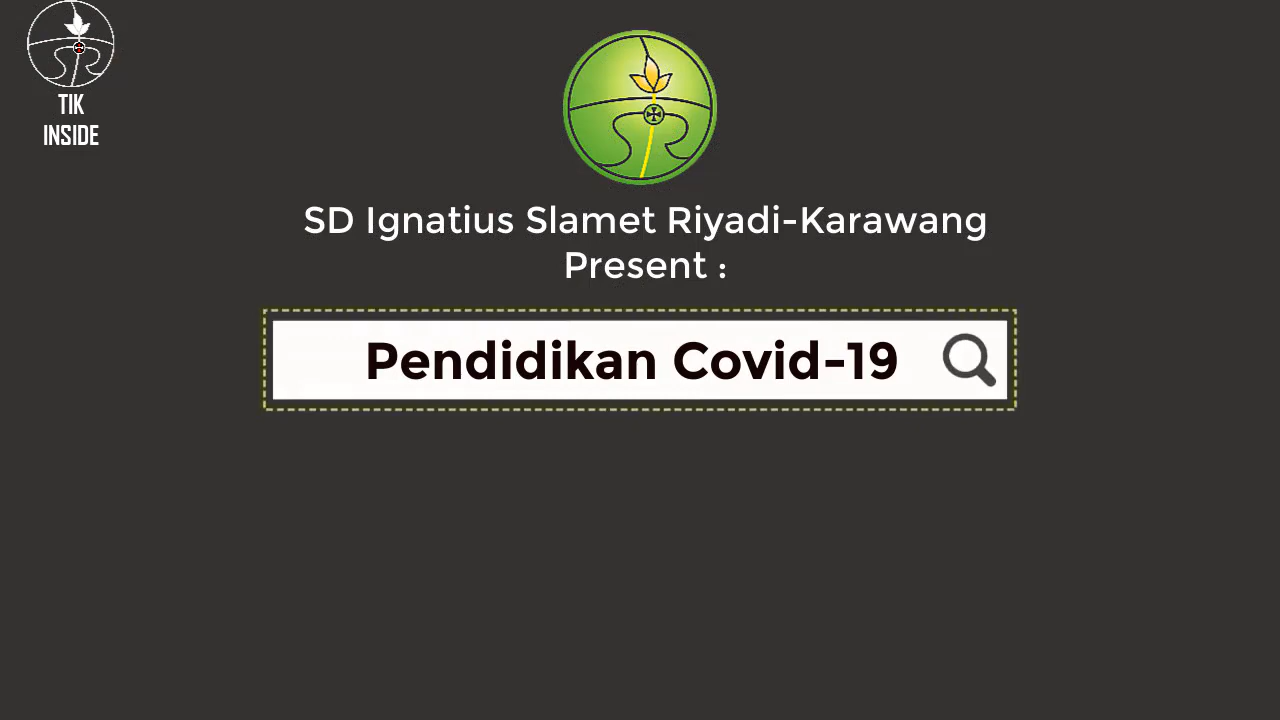 TIK
INSIDE
SD Ignatius Slamet Riyadi-Karawang
Present :
Pendidikan Covid-19